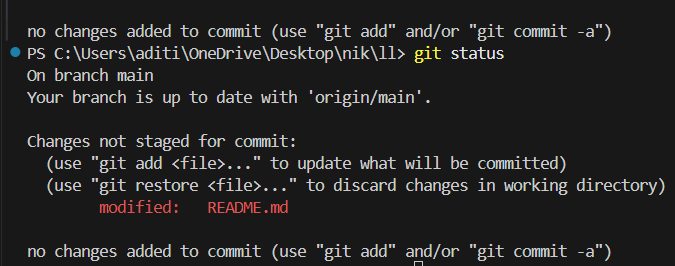 no changes added to commit (use "git add" and/or "git commit -a")
PS C:\Users\aditi\OneDrive\Desktop\nik\ll> git status
On branch main
Your branch is up to date with 'origin/main'.
Changes not staged for commit:
  (use "git add <file>..." to update what will be committed)
  (use "git restore <file>..." to discard changes in working directory)
        modified:   README.md
no changes added to commit (use "git add" and/or "git commit -a")